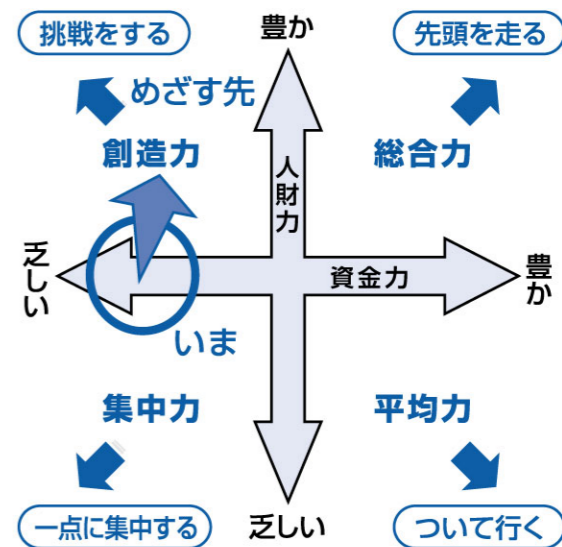 挑戦をする
豊か
先頭を走る
めざす先
創造力
総合力
人財力
乏しい
資金力
豊か
いま
集中力
平均力
一点に集中する
乏しい
ついて行く